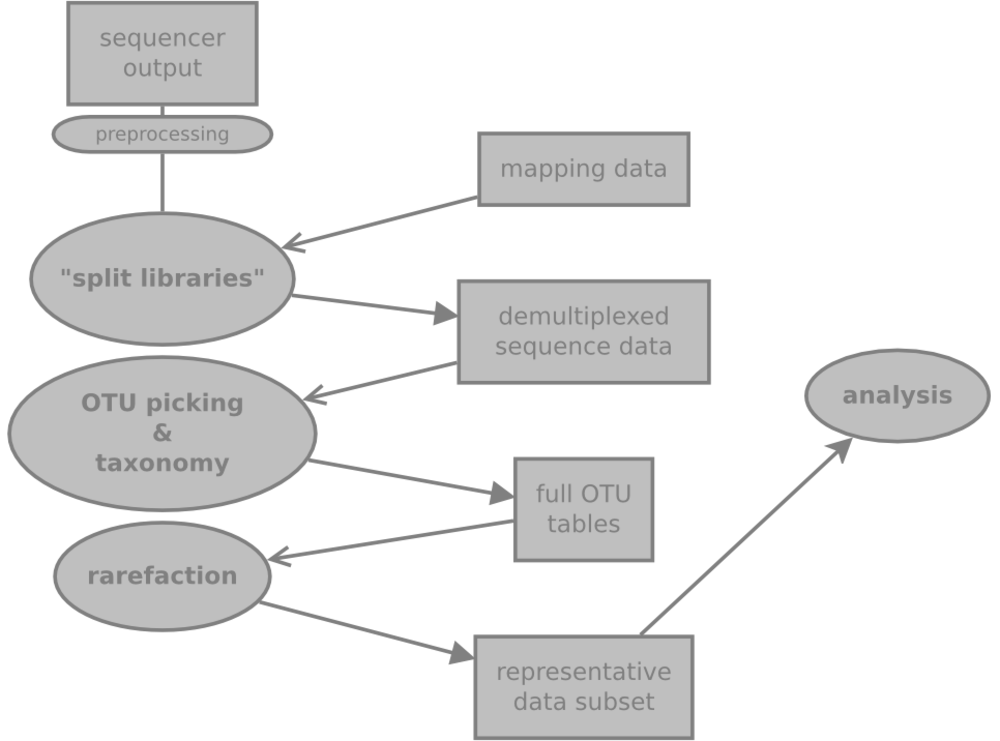 sequencer
output
preprocessing
mapping data
"split libraries"
demultiplexed
sequence data
OTU picking
&
taxonomy
analysis
full OTU
tables
rarefaction
representative
data subset